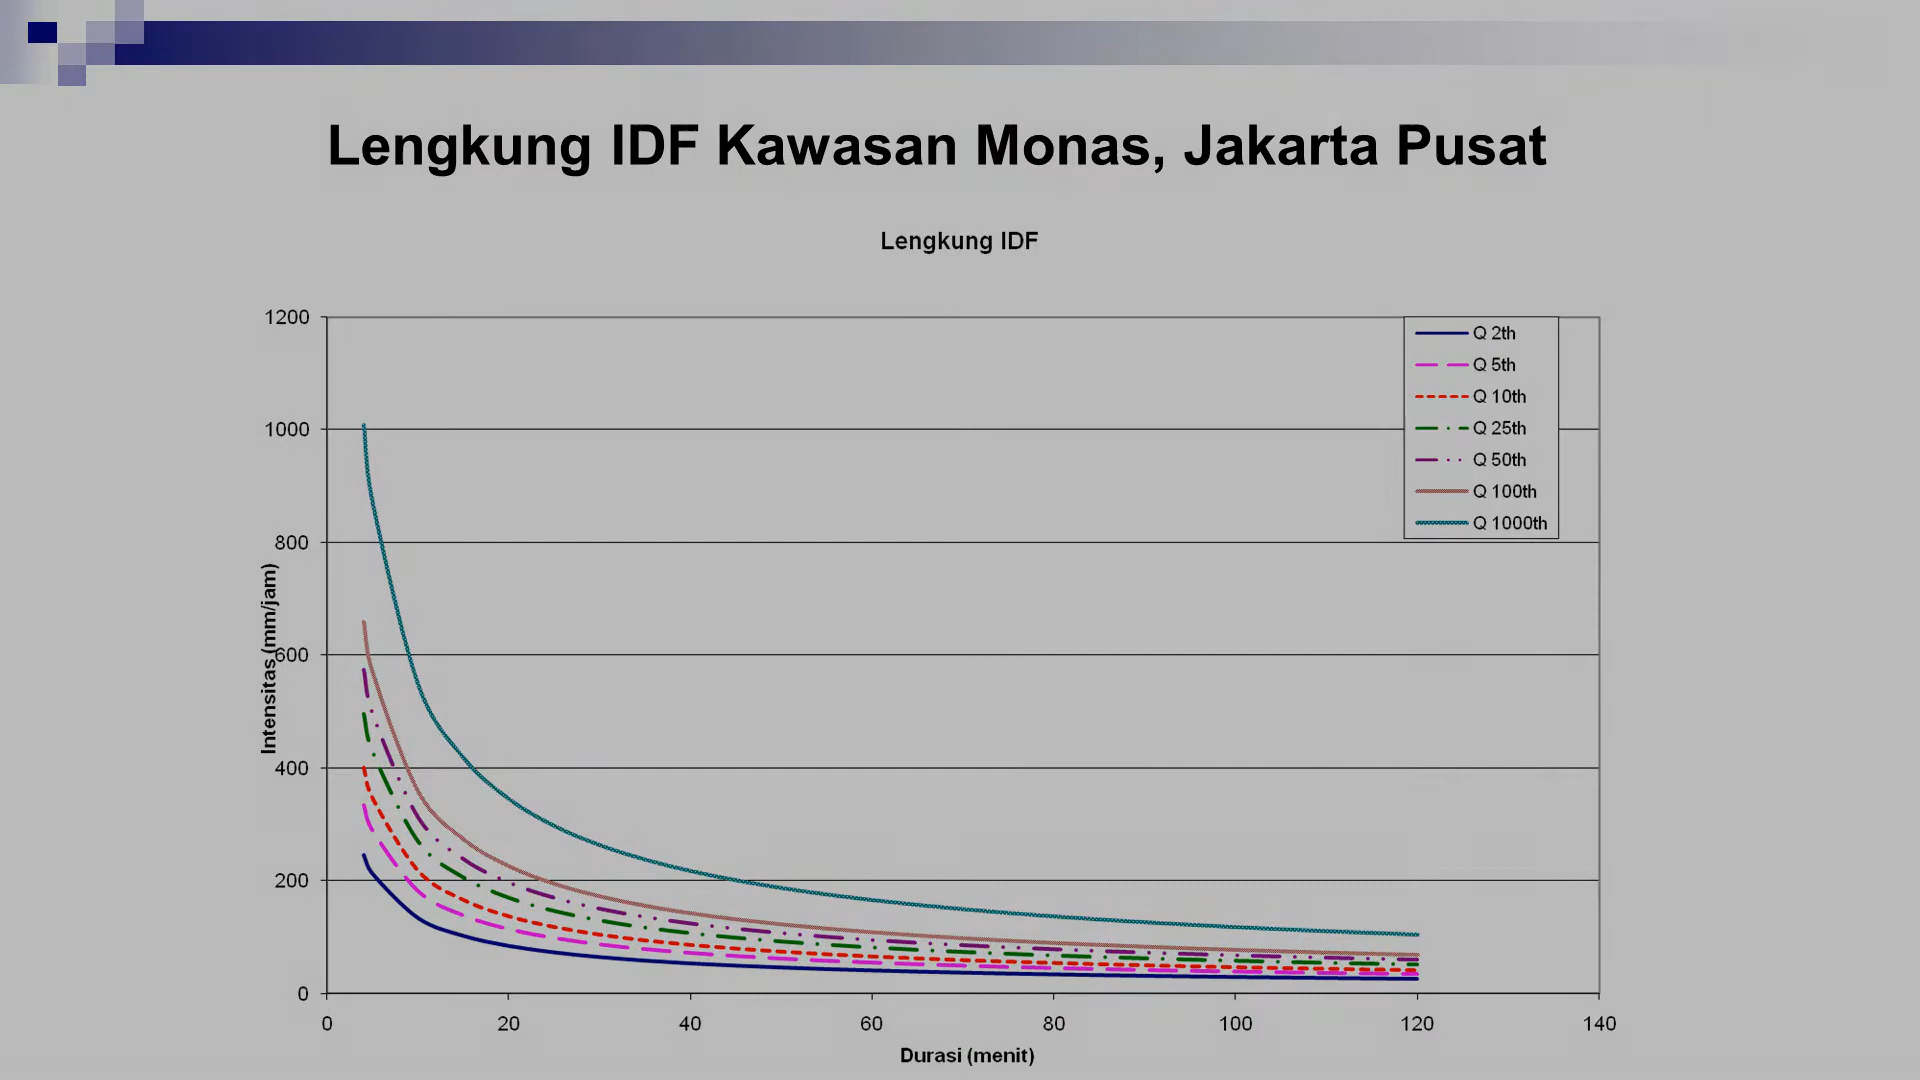 Lengkung IDF Kawasan Monas, Jakarta Pusat
Lengkung IDF
1200
1000
800
600
400
200
0
Intensitas (mm/jam)
Q 2th
Q 5th
Q 10th
Q 25th
Q 50th
Q 100th
Q 1000th
0 20 40 60 80 100 120 140
Durasi (menit)